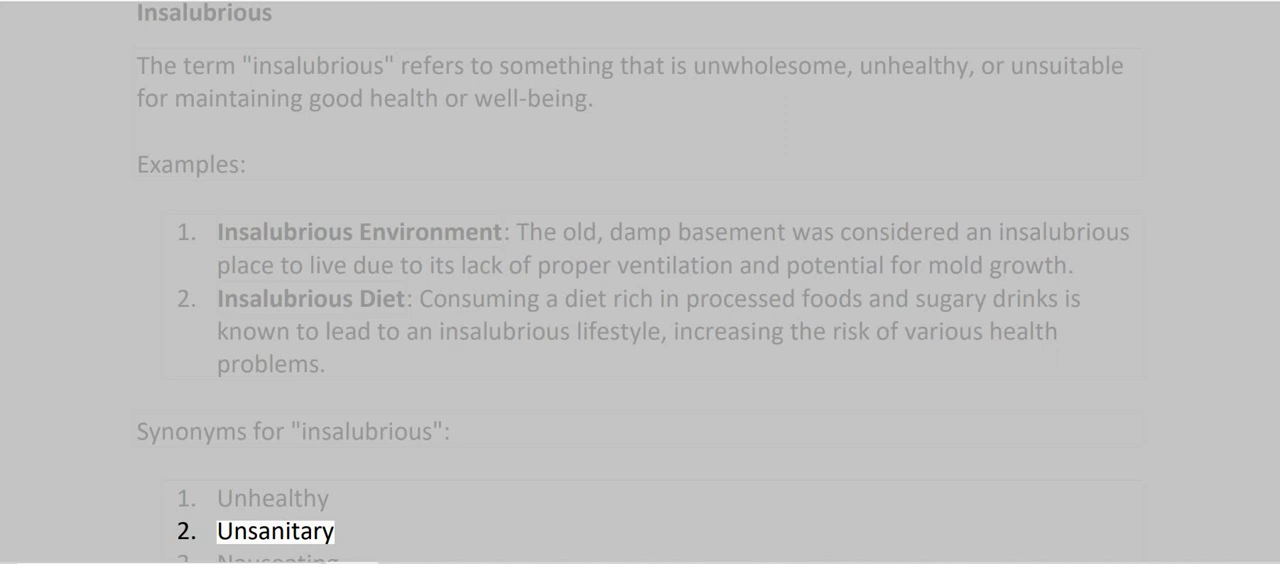 Insalubrious
The term "insalubrious" refers to something that is unwholesome, unhealthy, or unsuitable
for maintaining good health or well-being.
Examples:
1. Insalubrious Environment: The old, damp basement was considered an insalubrious
place to live due to its lack of proper ventilation and potential for mold growth.
2. Insalubrious Diet: Consuming a diet rich in processed foods and sugary drinks is
known to lead to an insalubrious lifestyle, increasing the risk of various health
problems.
Synonyms for "insalubrious":
1. Unhealthy
2. Unsanitary
3. Nauseating